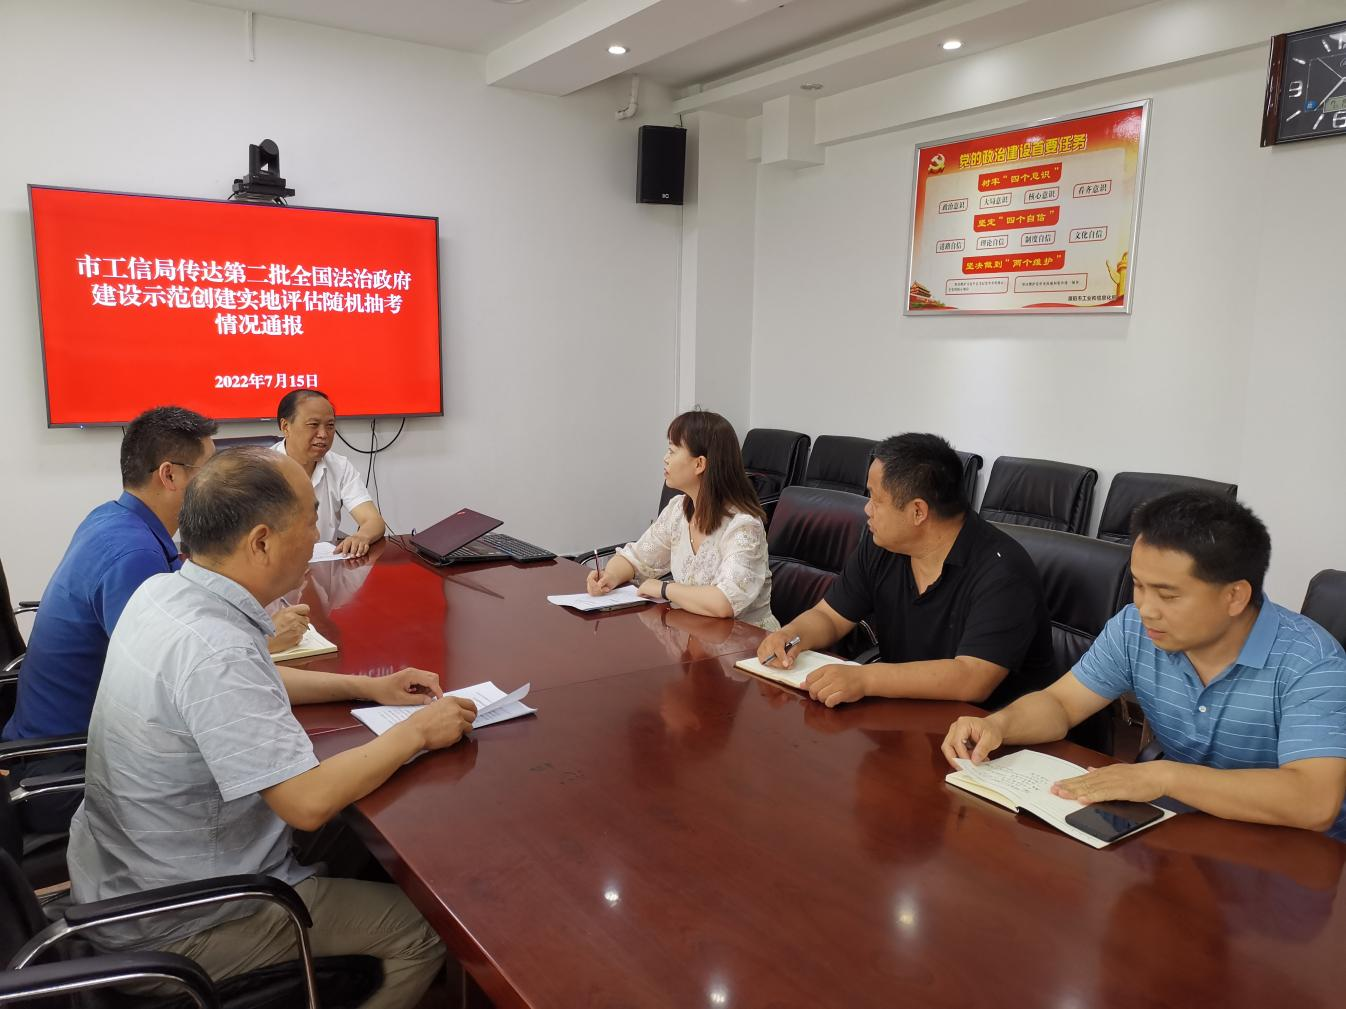 市工信局传达第二批全国法治政府
建设示范创建实地评估随机抽考
情况通报
2022年7月15日
党的政治建设首要任务
树牢“四个意识”
政治意识 大局意识 核心意识 看齐意识
坚定“四个自信”
道路自信 理论自信 制度自信 文化自信
坚决做到“两个维护”